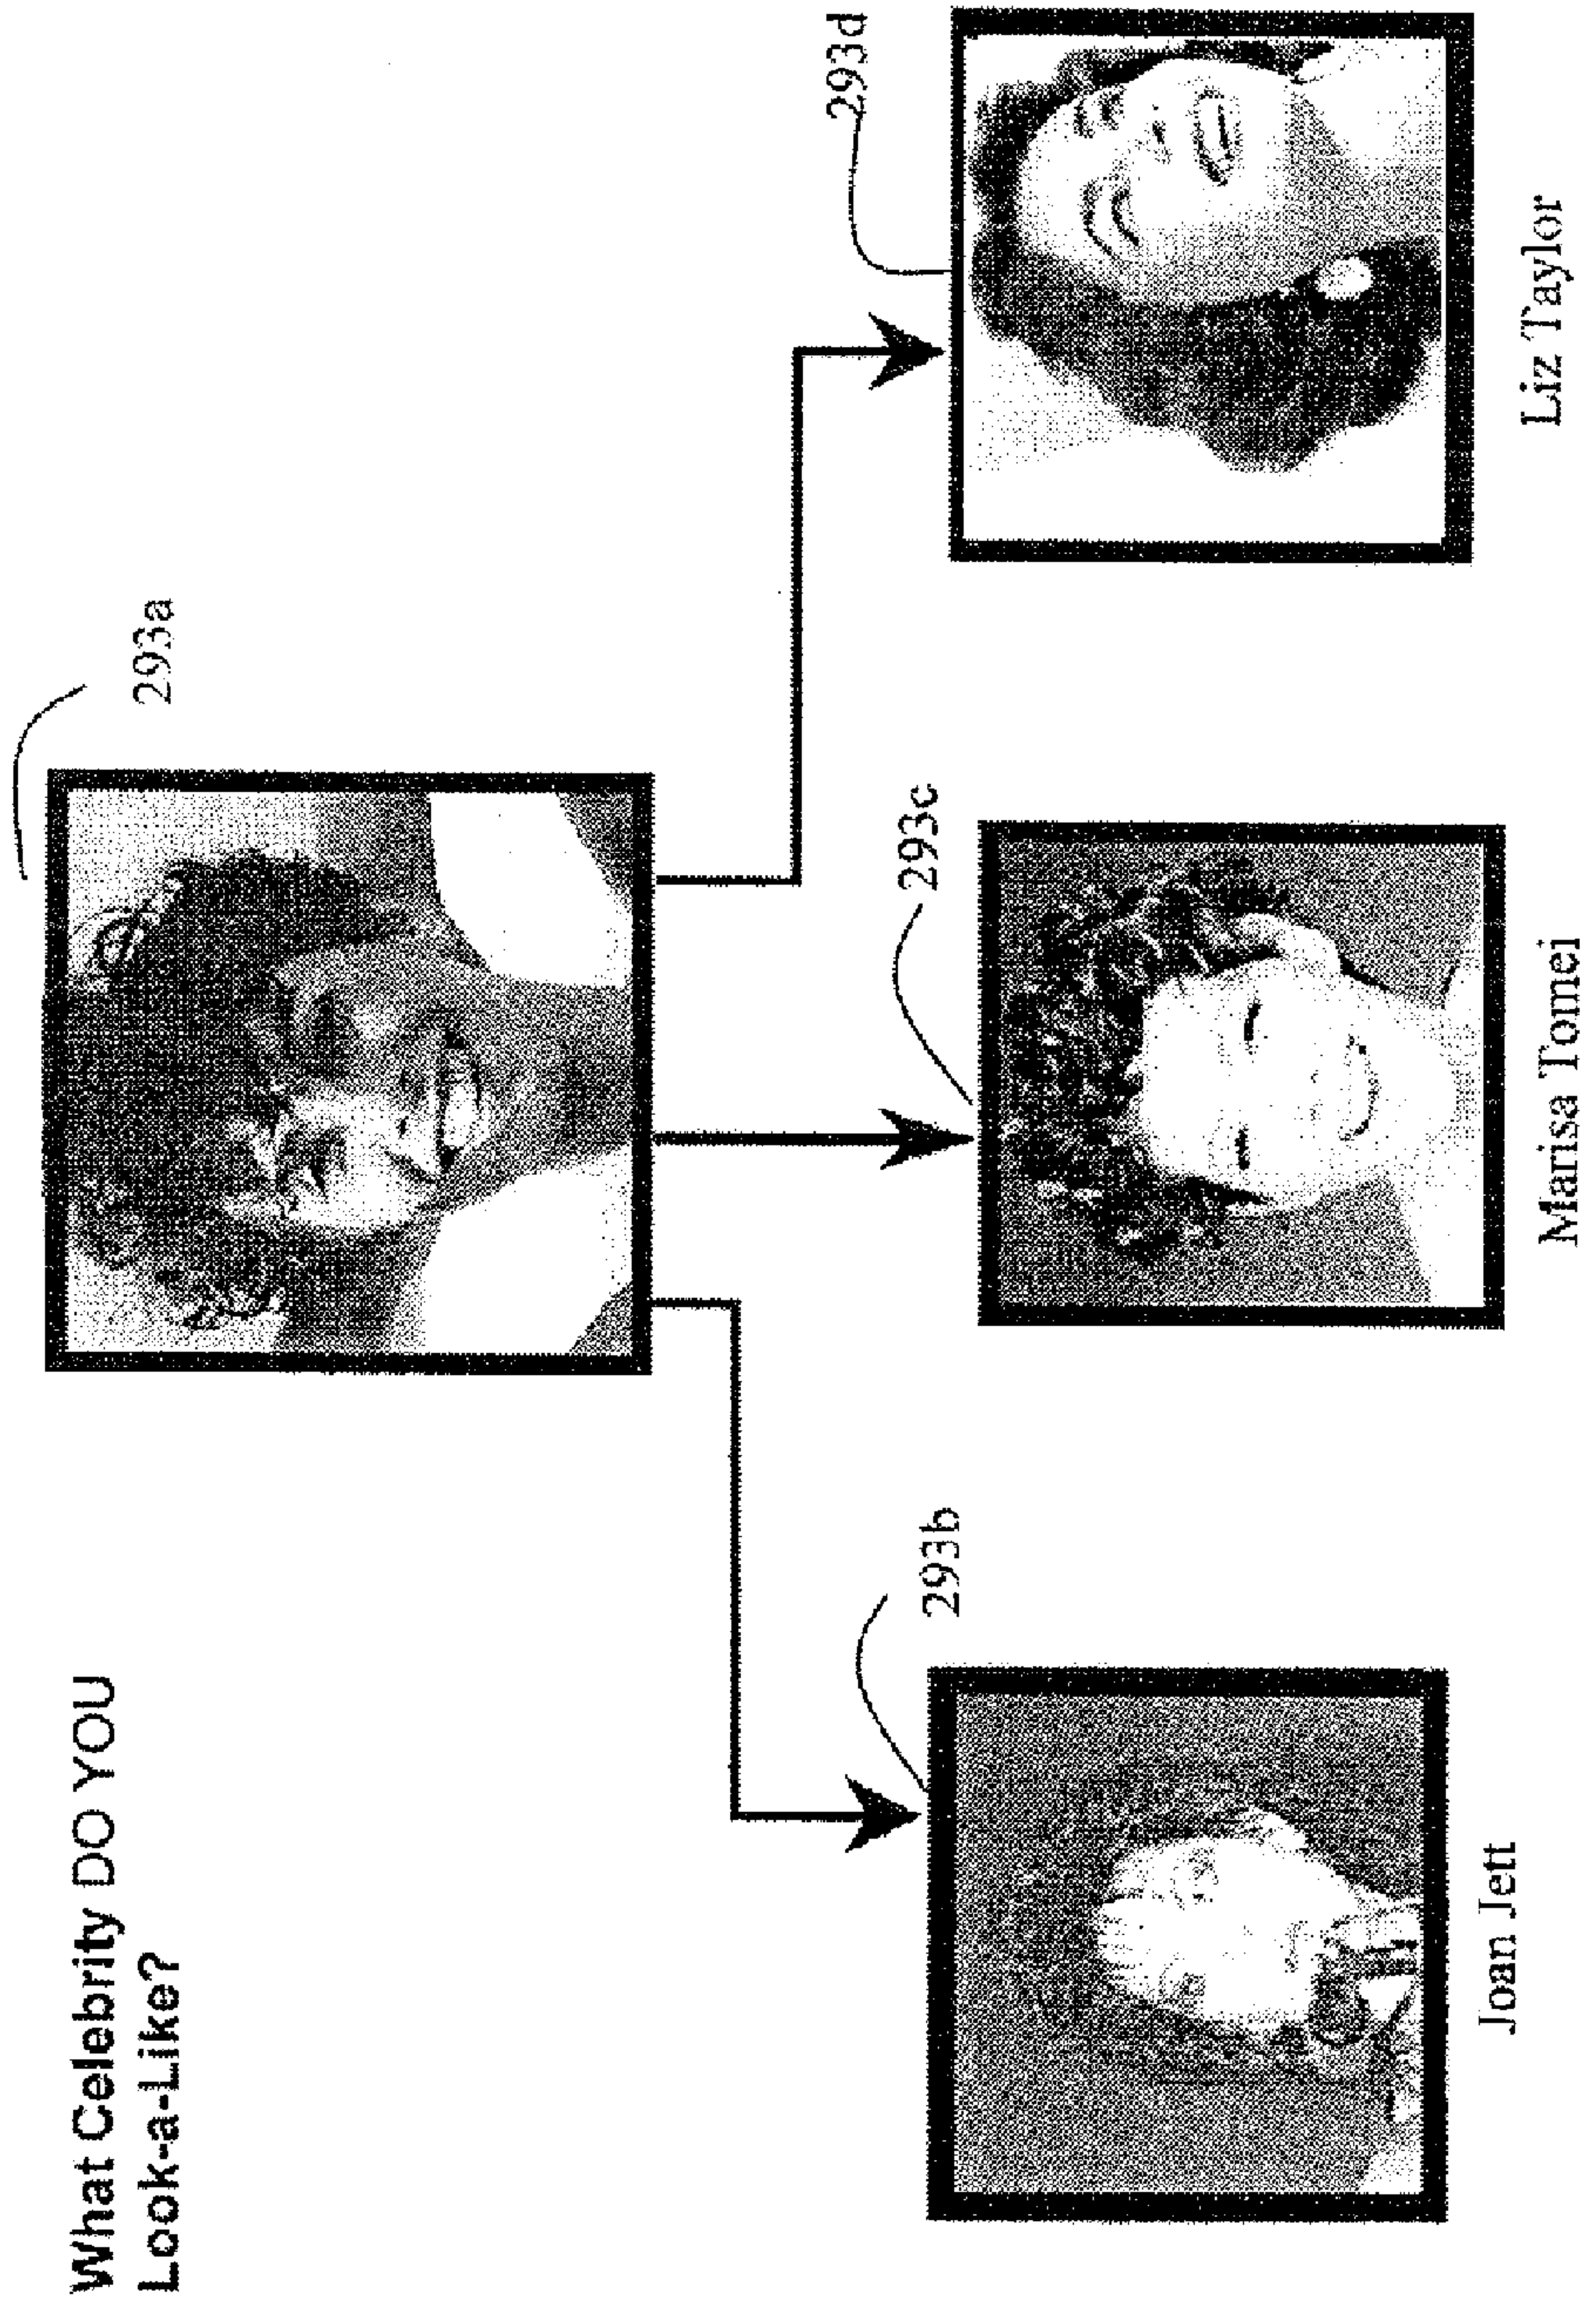 What Celebrity DO YOU
Look-a-Like?
293a
293b
293c
293d
Joan Jett
Marisa Tomei
Liz Taylor